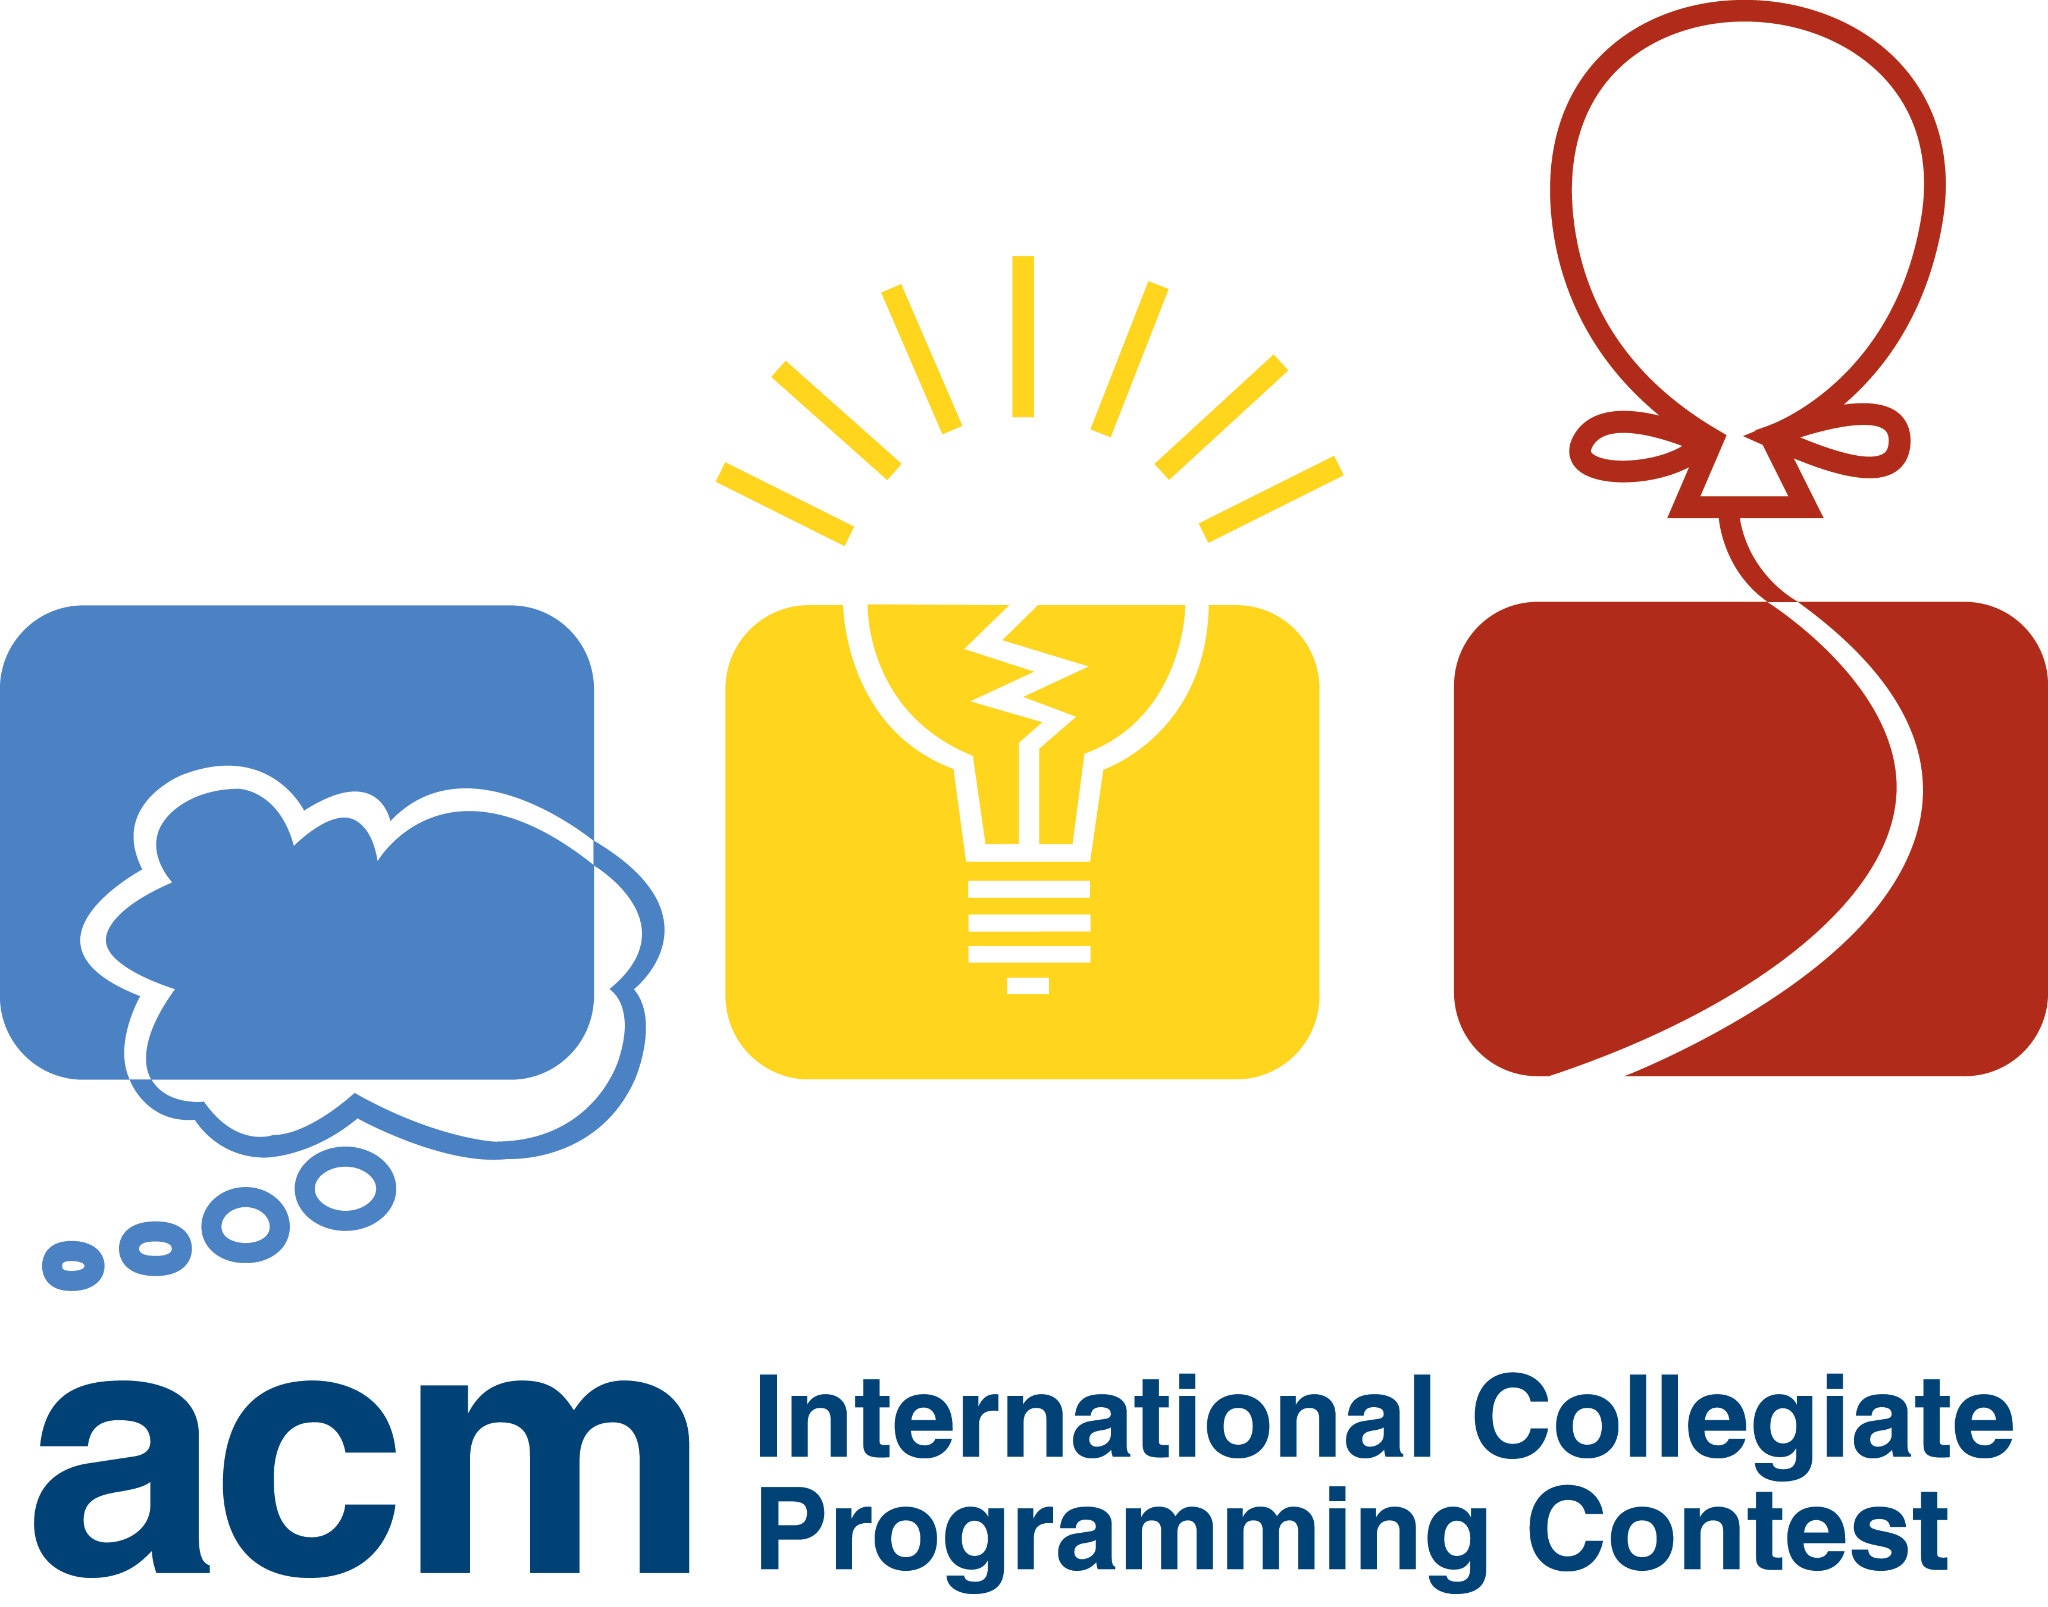 acm
International Collegiate
Programming Contest